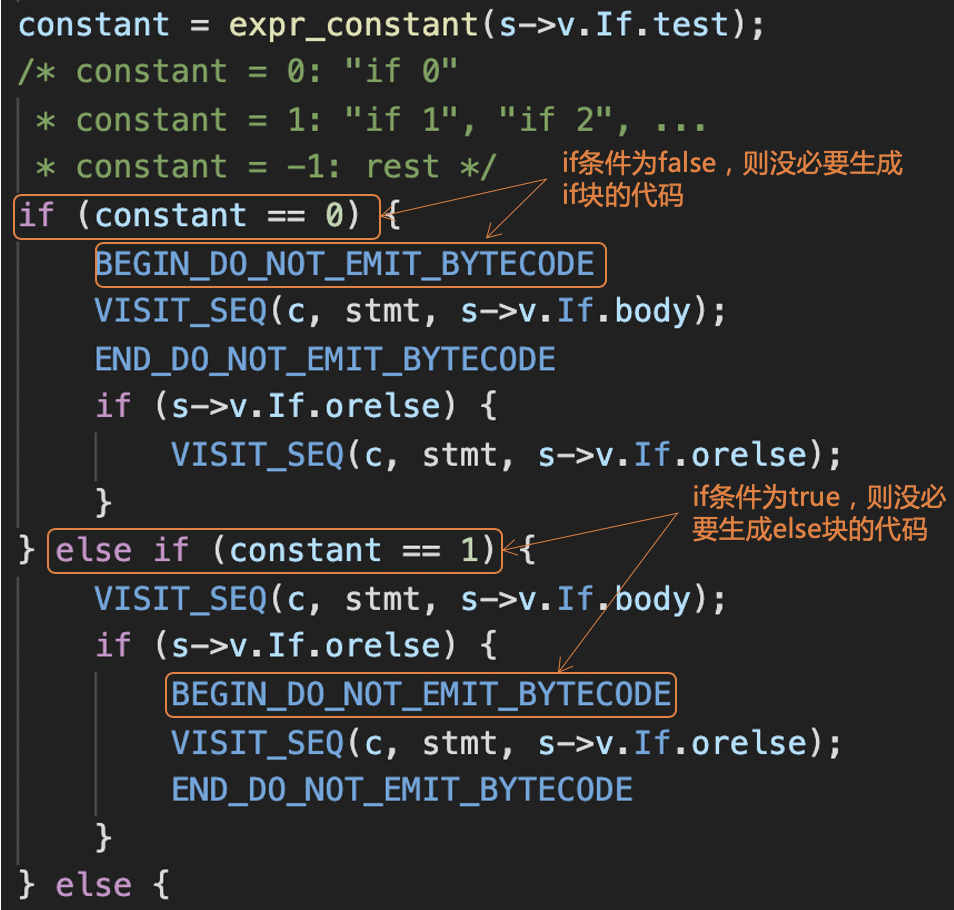 constant = expr_constant(s->v.If.test);
/* constant = 0: "if 0"
 * constant = 1: "if 1", "if 2", ...
 * constant = -1: rest */
if条件为false，则没必要生成
if块的代码
if (constant == 0) {
BEGIN_DO_NOT_EMIT_BYTECODE
VISIT_SEQ(c, stmt, s->v.If.body);
END_DO_NOT_EMIT_BYTECODE
if (s->v.If.orelse) {
VISIT_SEQ(c, stmt, s->v.If.orelse);
}
if条件为true，则没必
要生成else块的代码
} else if (constant == 1) {
VISIT_SEQ(c, stmt, s->v.If.body);
if (s->v.If.orelse) {
BEGIN_DO_NOT_EMIT_BYTECODE
VISIT_SEQ(c, stmt, s->v.If.orelse);
END_DO_NOT_EMIT_BYTECODE
}
} else {